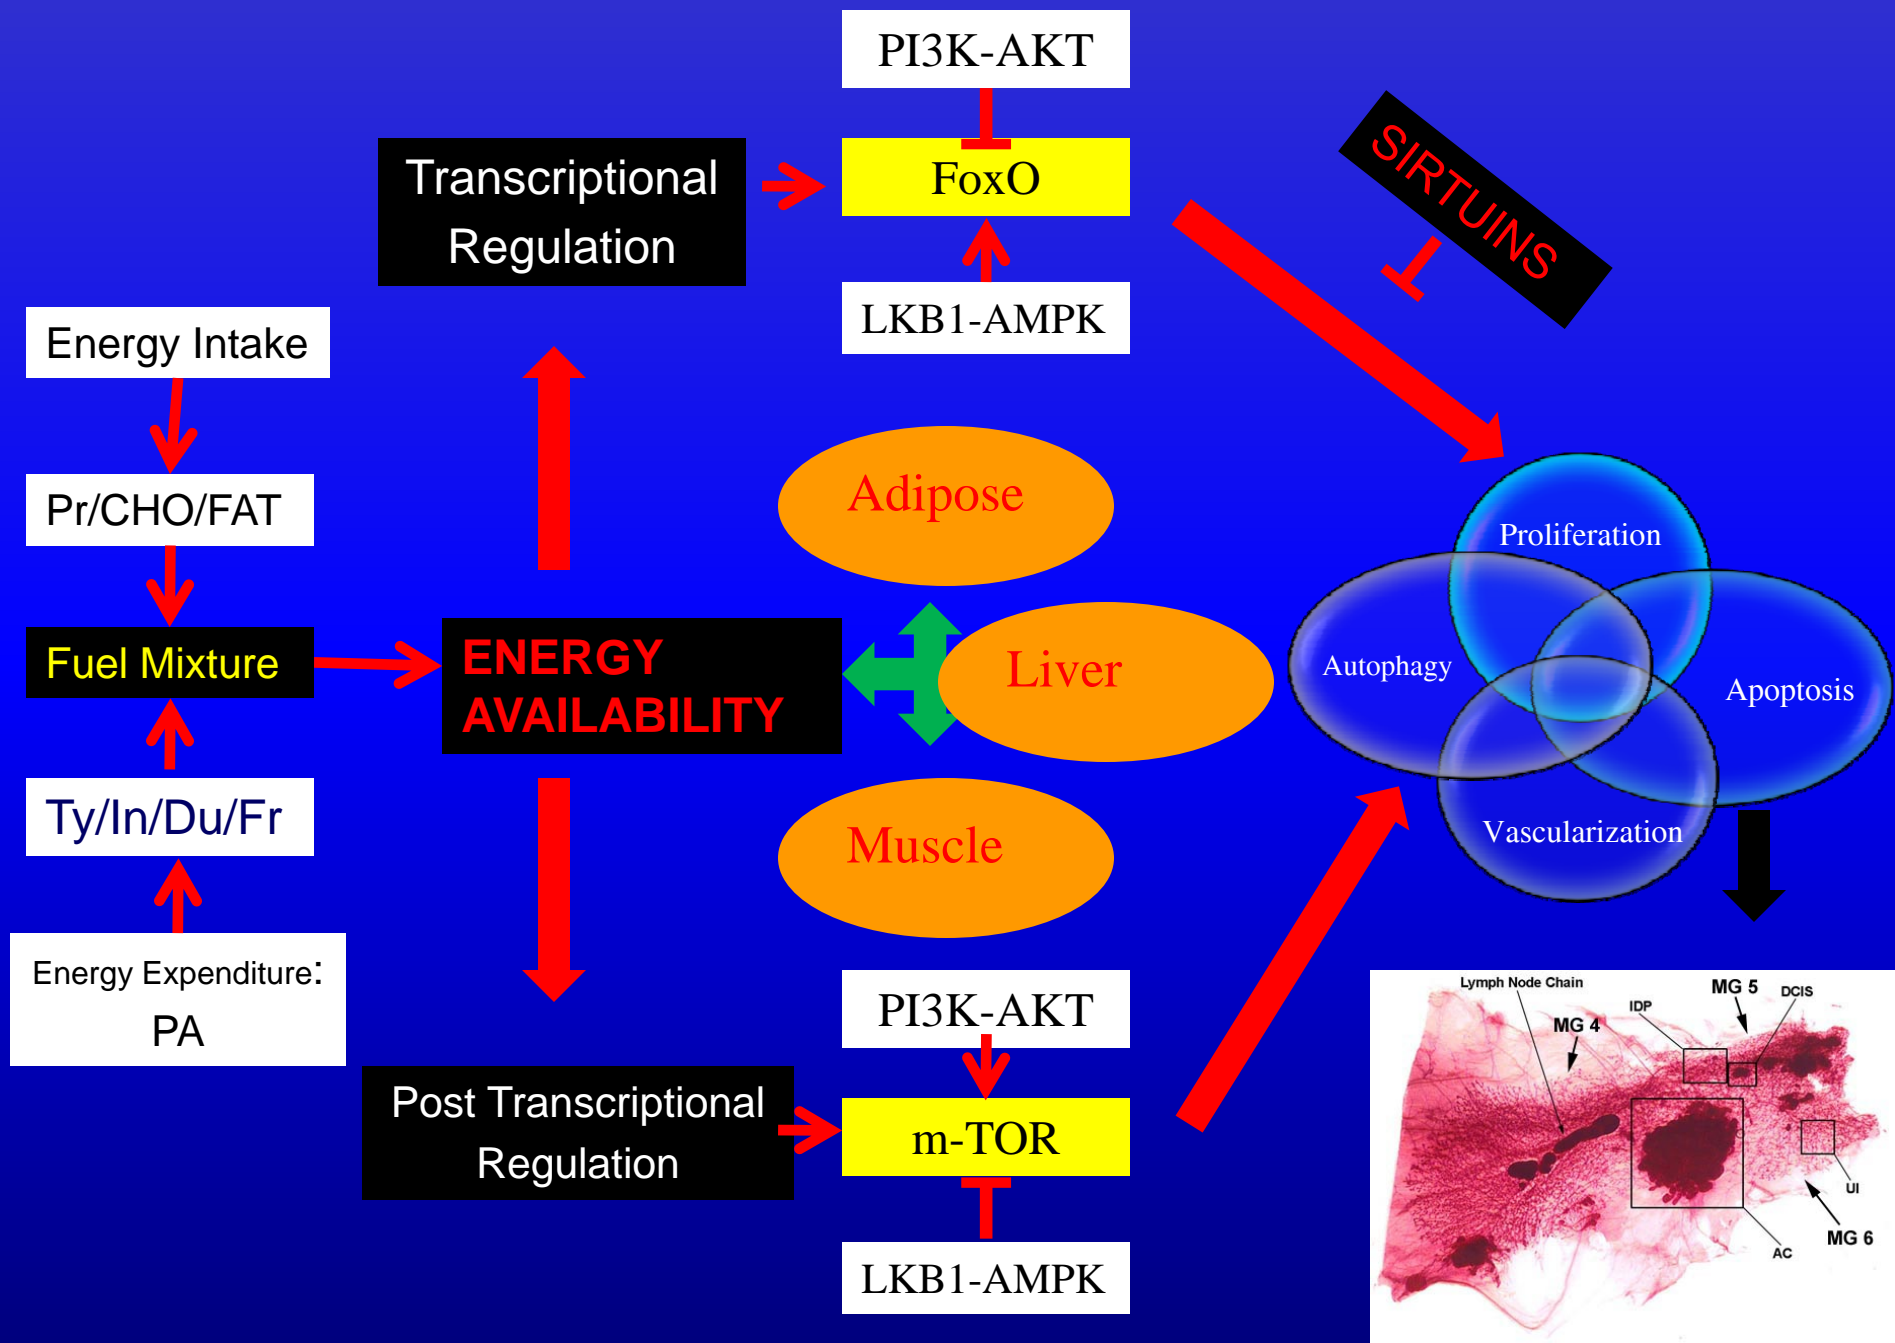 PI3K-AKT
Transcriptional
Regulation
FoxO
SIRTUINS
LKB1-AMPK
Energy Intake
Pr/CHO/FAT
Fuel Mixture
Ty/In/Du/Fr
Energy Expenditure:
PA
ENERGY
AVAILABILITY
Adipose
Liver
Muscle
Proliferation
Autophagy
Apoptosis
Vascularization
PI3K-AKT
Post Transcriptional
Regulation
m-TOR
LKB1-AMPK
Lymph Node Chain
MG 5
DCIS
IDP
MG 4
UI
MG 6
AC